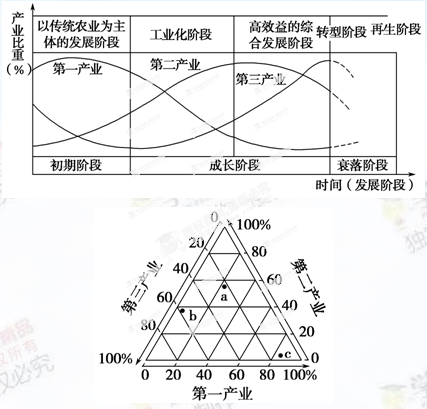 产业比重(%)
以传统农业为主体的发展阶段
工业化阶段
高效益的综合发展阶段
转型阶段
再生阶段
第一产业
第二产业
第三产业
初期阶段
成长阶段
衰落阶段
时间(发展阶段)
0 100%
20 80
40 60
60 40
80 20
100% 0
第三产业
第二产业
a
b
c
0 20 40 60 80 100%
第一产业